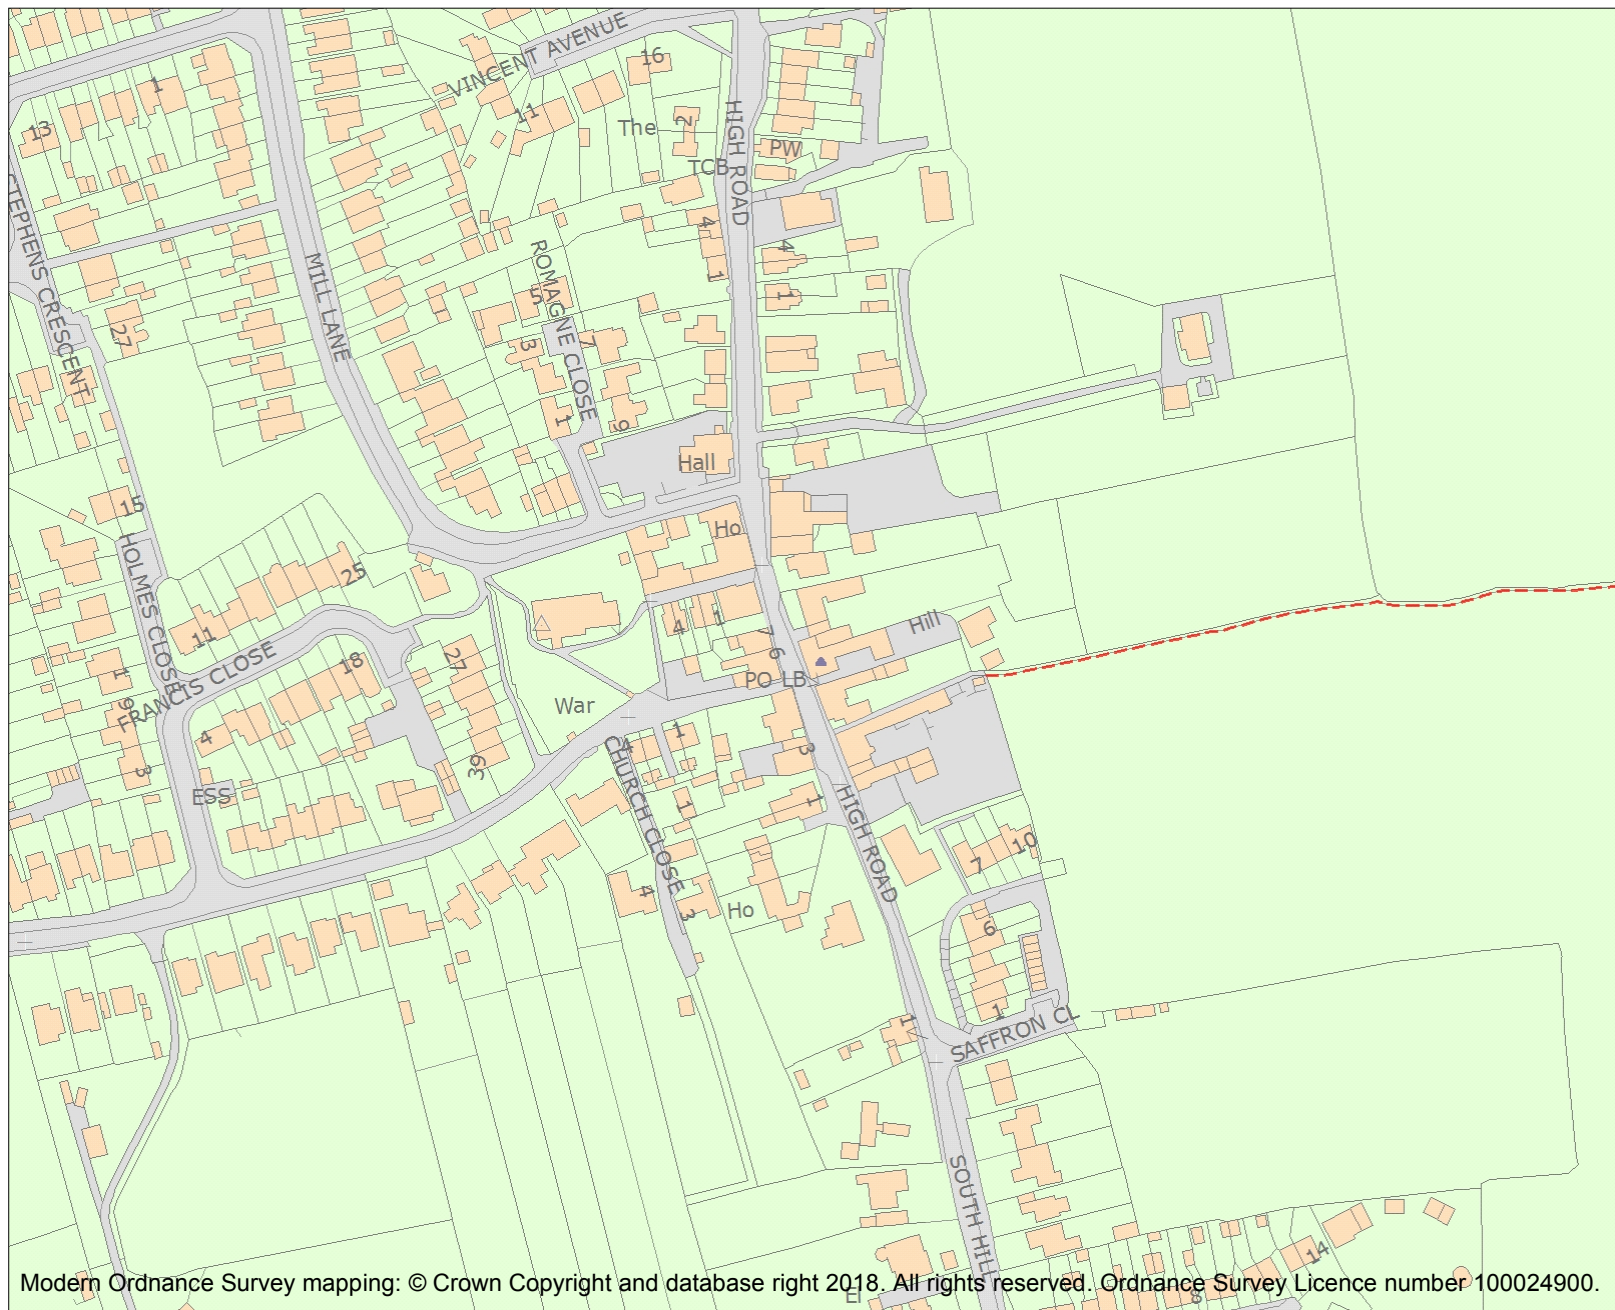 VINCENT AVENUE
16
1
13
11
The
2
HIGH ROAD
PW
TCB
STEPHENS CRESCENT
4
1
4
1
MILL LANE
ROMAGNE CLOSE
5
27
3
7
1
9
Hall
15
Ho
HOLMES CLOSE
25
11
FRANCIS CLOSE
4
1
7
6
Hill
27
18
1
9
PO LB
War
4
3
39
ESS
CHURCH CLOSE
4
1
3
1
1
HIGH ROAD
7
10
4
3
Ho
6
1
1
SAFFRON CL
SOUTH HILL
14
8
El
Modern Ordnance Survey mapping: © Crown Copyright and database right 2018. All rights reserved. Ordnance Survey Licence number 100024900.